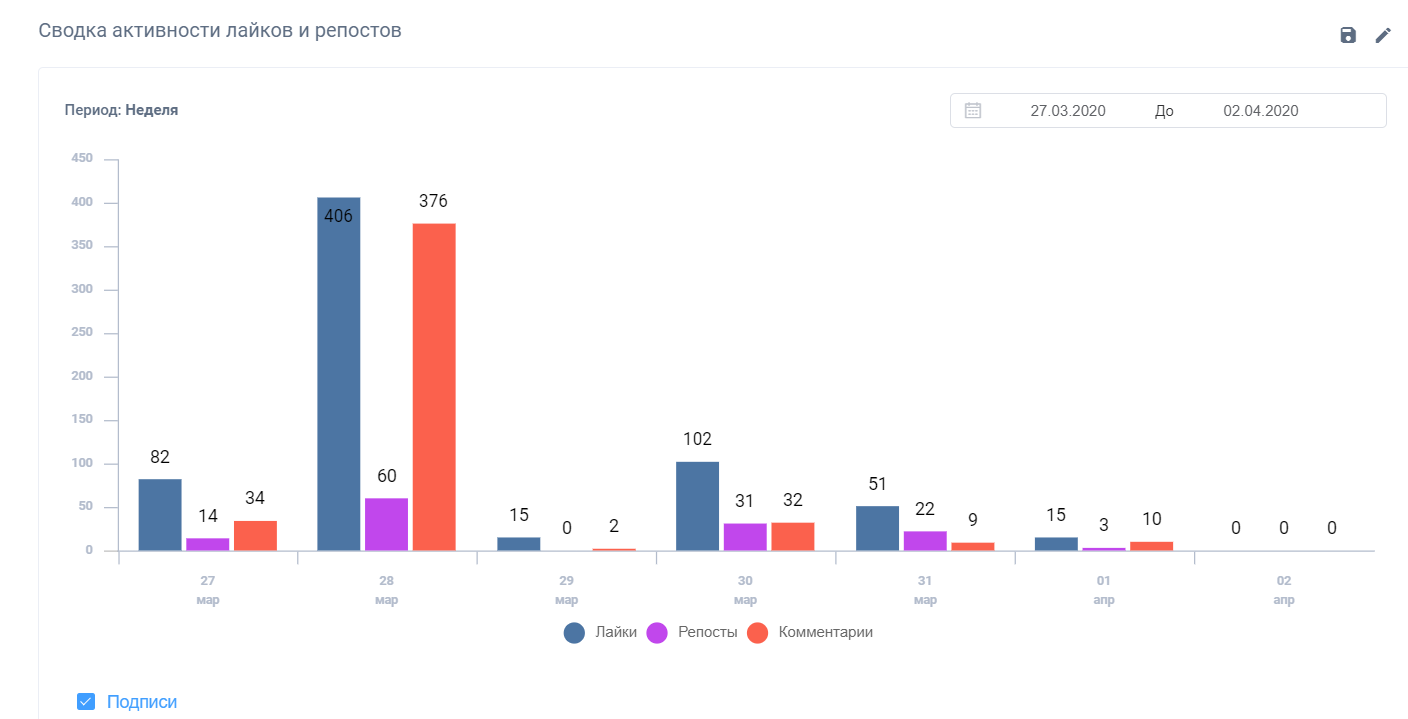 Сводка активности лайков и репостов
Период: Неделя
27.03.2020 До 02.04.2020
450
400
350
300
250
200
150
100
50
0
82 14 34
406 60 376
15 0 2
102 31 32
51 22 9
15 3 10
0 0 0
27 28 29 30 31 01 02
мар мар мар мар мар апр апр
Лайки Репосты Комментарии
Подписи